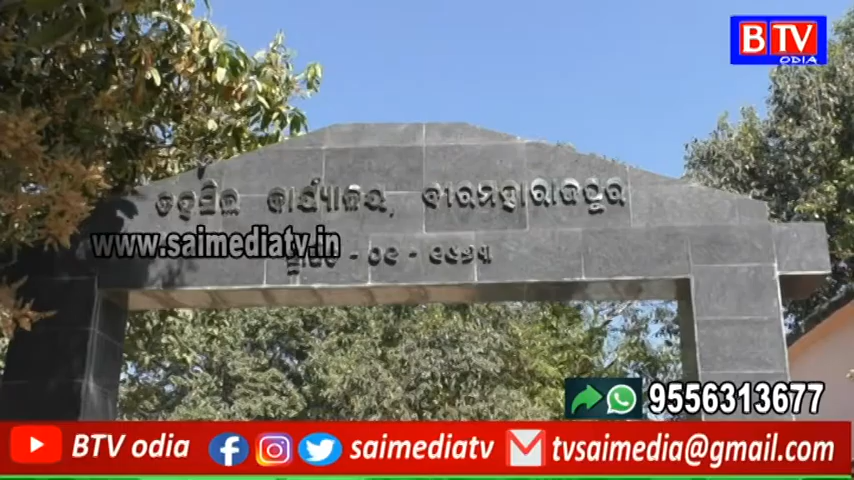 BTV
ODIA
ତହସିଲ କାର୍ଯ୍ୟାଳୟ, ବୀରମହାରାଜପୁର
www.saimediatv.in
9556313677
BTV odia saimediatv tvsaimedia@gmail.com